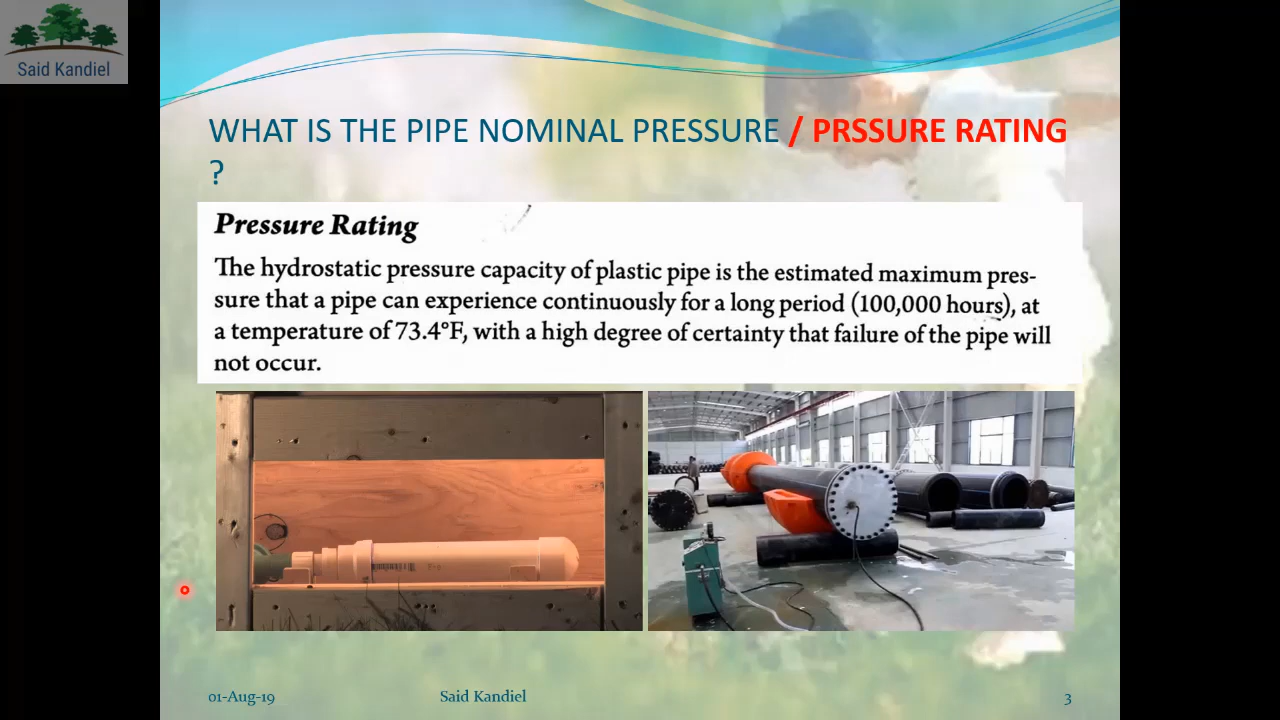 Said Kandiel
WHAT IS THE PIPE NOMINAL PRESSURE / PRSSURE RATING
?
Pressure Rating
The hydrostatic pressure capacity of plastic pipe is the estimated maximum pres-
sure that a pipe can experience continuously for a long period (100,000 hours), at
a temperature of 73.4°F, with a high degree of certainty that failure of the pipe will
not occur.
01-Aug-19
Said Kandiel
3